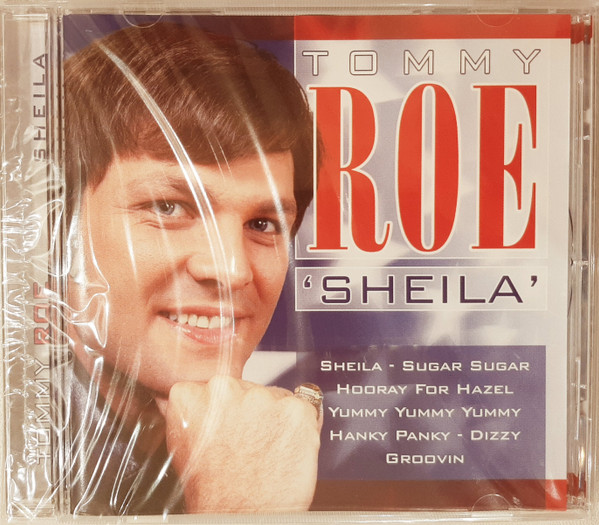 TOMMY
ROE
'SHEILA'
SHEILA - SUGAR SUGAR
HOORAY FOR HAZEL
YUMMY YUMMY YUMMY
HANKY PANKY - DIZZY
GROOVIN
TOMMY ROE SHEILA